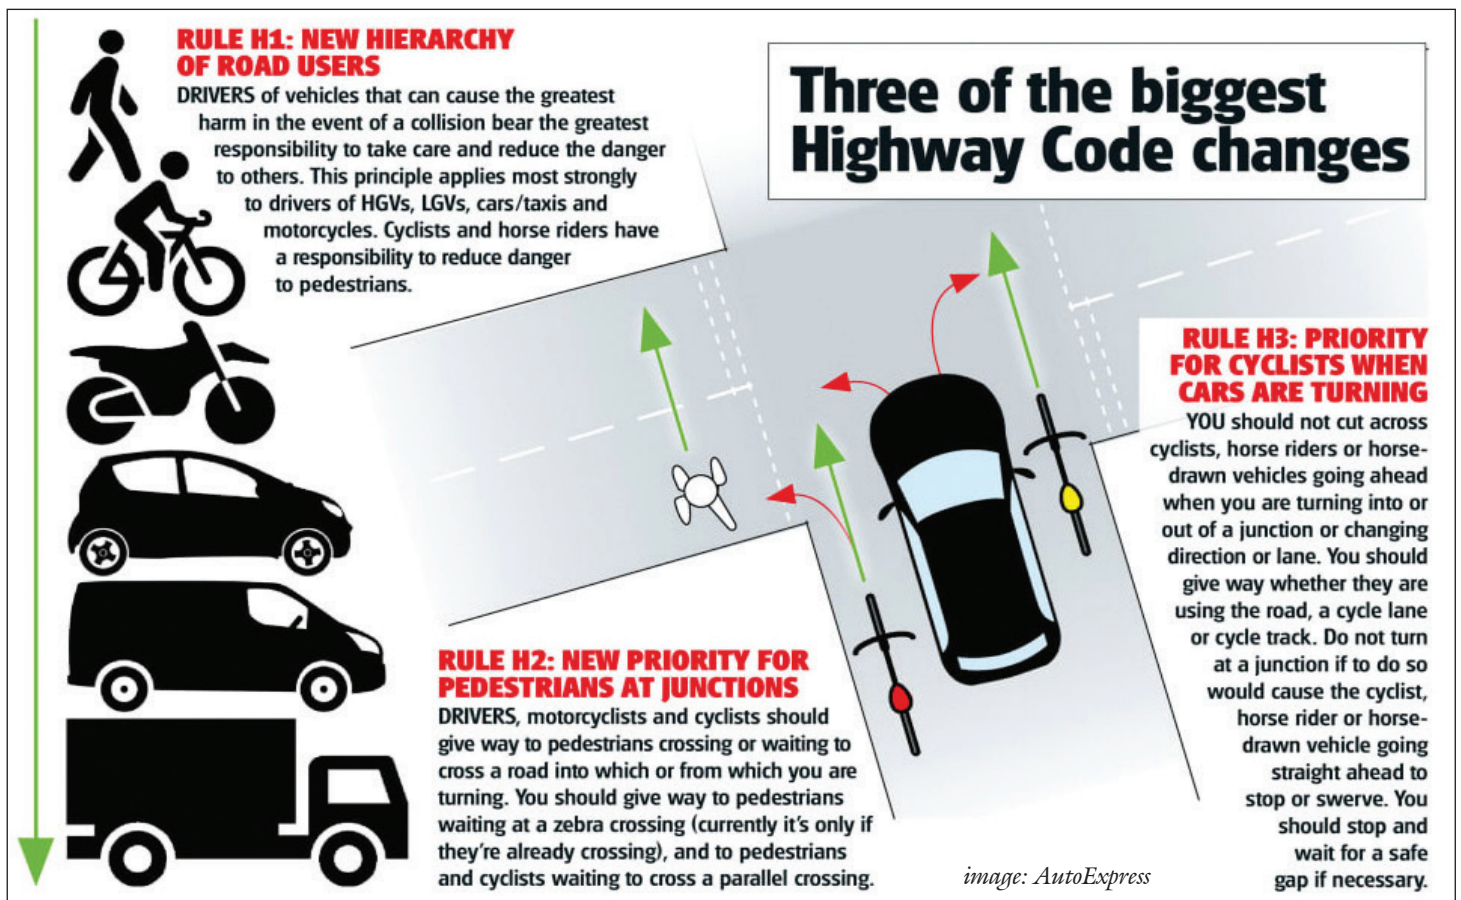 RULE H1: NEW HIERARCHY
OF ROAD USERS
DRIVERS of vehicles that can cause the greatest
harm in the event of a collision bear the greatest
responsibility to take care and reduce the danger
to others. This principle applies most strongly
to drivers of HGVs, LGVs, cars/taxis and
motorcycles. Cyclists and horse riders have
a responsibility to reduce danger
to pedestrians.
Three of the biggest
Highway Code changes
RULE H2: NEW PRIORITY FOR
PEDESTRIANS AT JUNCTIONS
DRIVERS, motorcyclists and cyclists should
give way to pedestrians crossing or waiting to
cross a road into which or from which you are
turning. You should give way to pedestrians
waiting at a zebra crossing (currently it's only if
they're already crossing), and to pedestrians
and cyclists waiting to cross a parallel crossing.
RULE H3: PRIORITY
FOR CYCLISTS WHEN
CARS ARE TURNING
YOU should not cut across
cyclists, horse riders or horse-
drawn vehicles going ahead
when you are turning into or
out of a junction or changing
direction or lane. You should
give way whether they are
using the road, a cycle lane
or cycle track. Do not turn
at a junction if to do so
would cause the cyclist,
horse rider or horse-
drawn vehicle going
straight ahead to
stop or swerve. You
should stop and
wait for a safe
gap if necessary.
image: AutoExpress